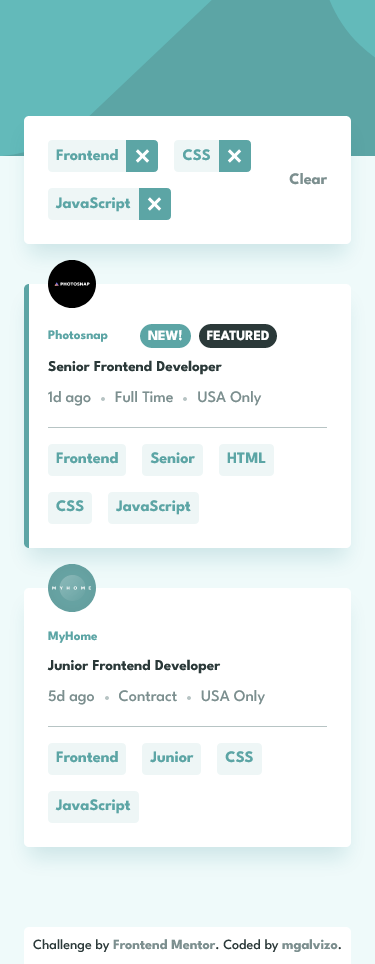 Frontend CSS
JavaScript
Clear
PHOTOSNAP
Photosnap NEW! FEATURED
Senior Frontend Developer
1d ago • Full Time • USA Only
Frontend Senior HTML
CSS JavaScript
MYHOME
MyHome
Junior Frontend Developer
5d ago • Contract • USA Only
Frontend Junior CSS
JavaScript
Challenge by Frontend Mentor. Coded by mgalvizo.